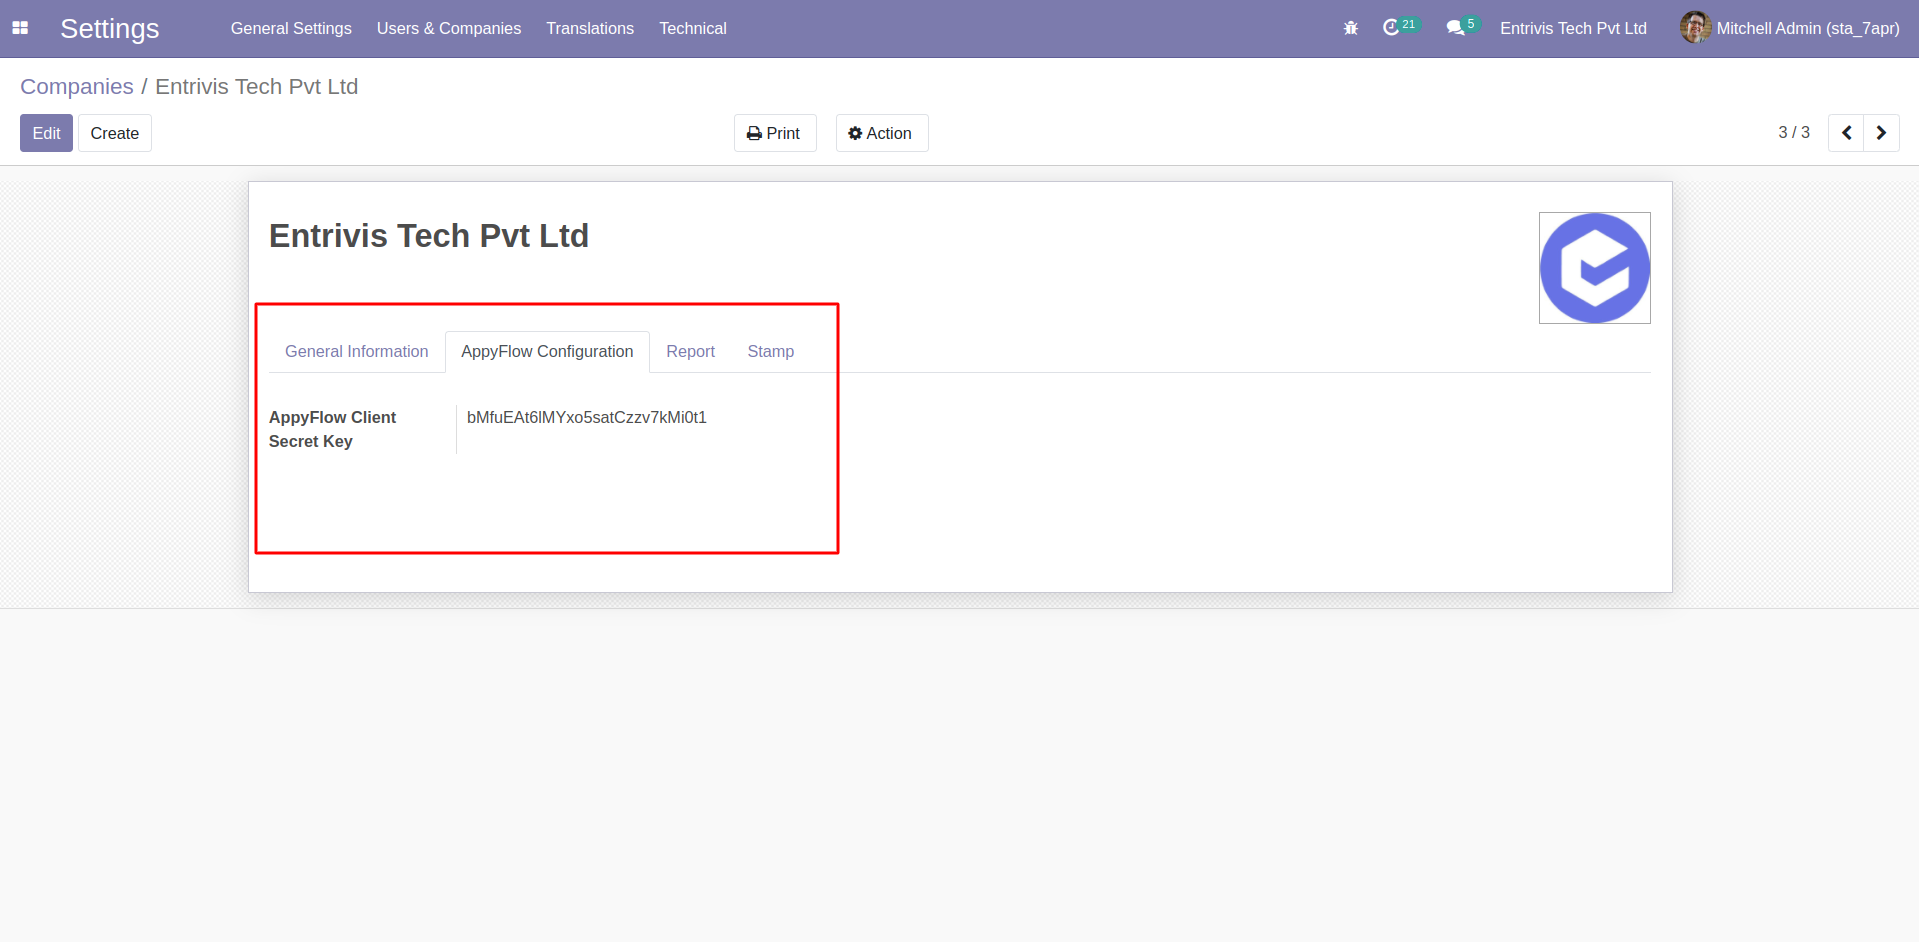 Settings General Settings Users & Companies Translations Technical 21 5 Entrivis Tech Pvt Ltd Mitchell Admin (sta_7apr)
Companies / Entrivis Tech Pvt Ltd
Edit Create Print Action 3 / 3
Entrivis Tech Pvt Ltd
General Information AppyFlow Configuration Report Stamp
AppyFlow Client bMfuEAt6lMYxo5satCzzv7kMi0t1
Secret Key